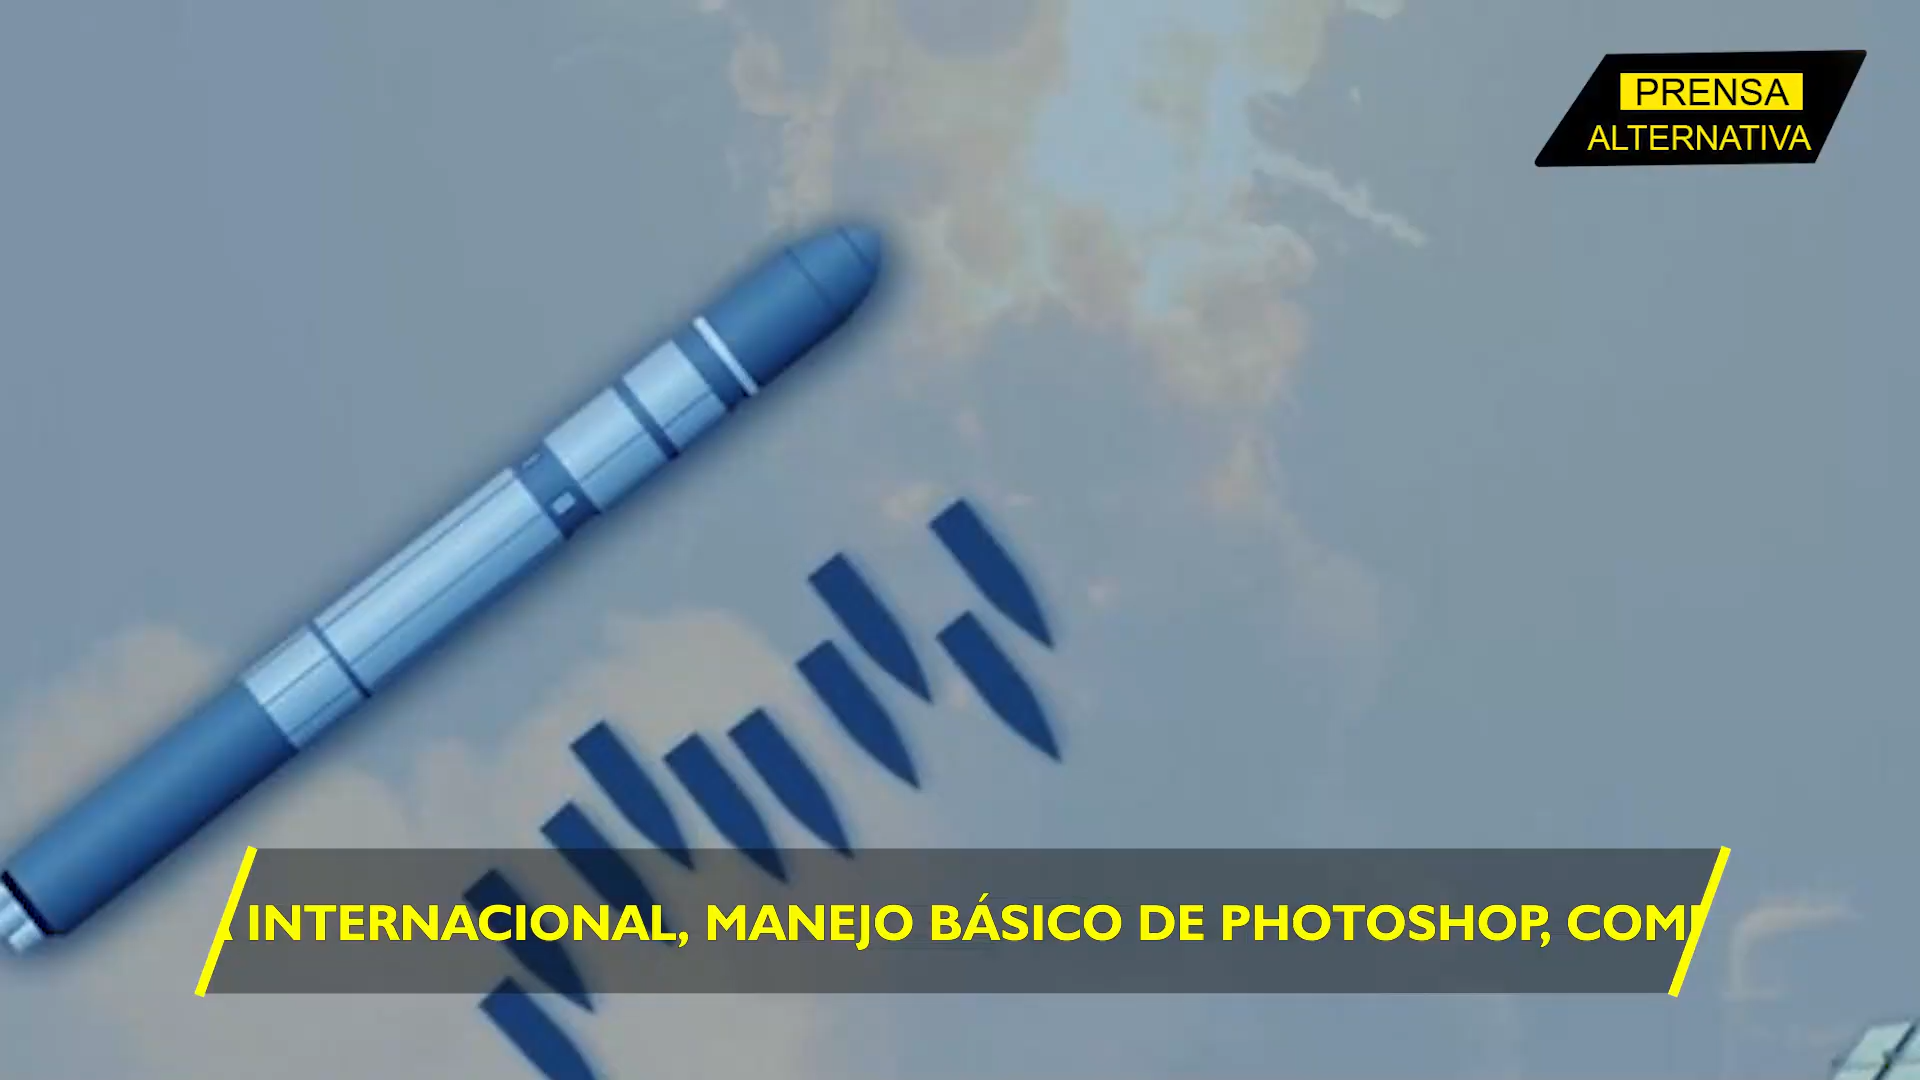 PRENSA
ALTERNATIVA
INTERNACIONAL, MANEJO BÁSICO DE PHOTOSHOP,